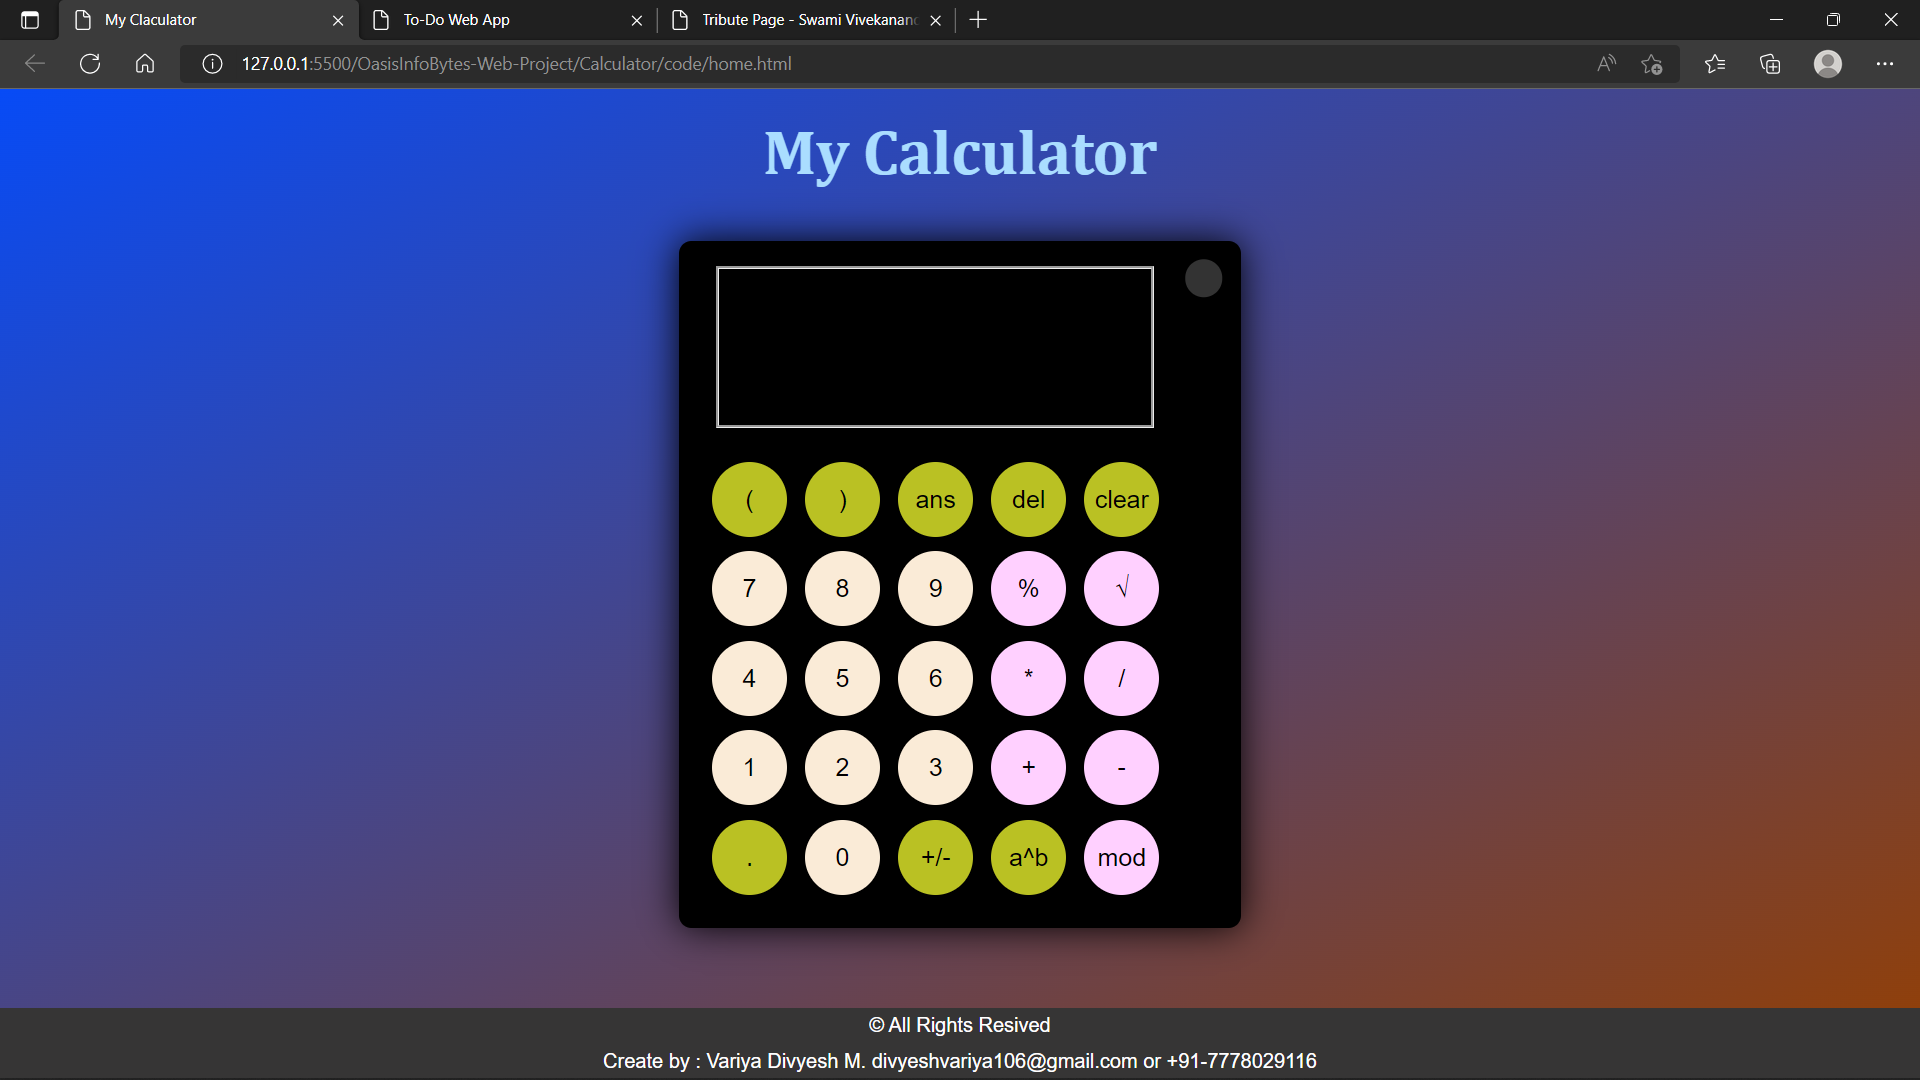 My Claculator
To-Do Web App
Tribute Page - Swami Vivekanan
127.0.0.1:5500/OasisInfoBytes-Web-Project/Calculator/code/home.html
My Calculator
( ) ans del clear
7 8 9 % √
4 5 6 * /
1 2 3 + -
. 0 +/- a^b mod
© All Rights Resived
Create by : Variya Divyesh M. divyeshvariya106@gmail.com or +91-7778029116